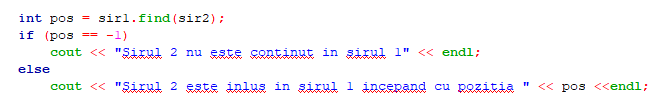 int pos = sir1.find(sir2);
if (pos == -1)
cout << "Sirul 2 nu este continut in sirul 1" << endl;
else
cout << "Sirul 2 este inlus in sirul 1 incepand cu pozitia " << pos <<endl;